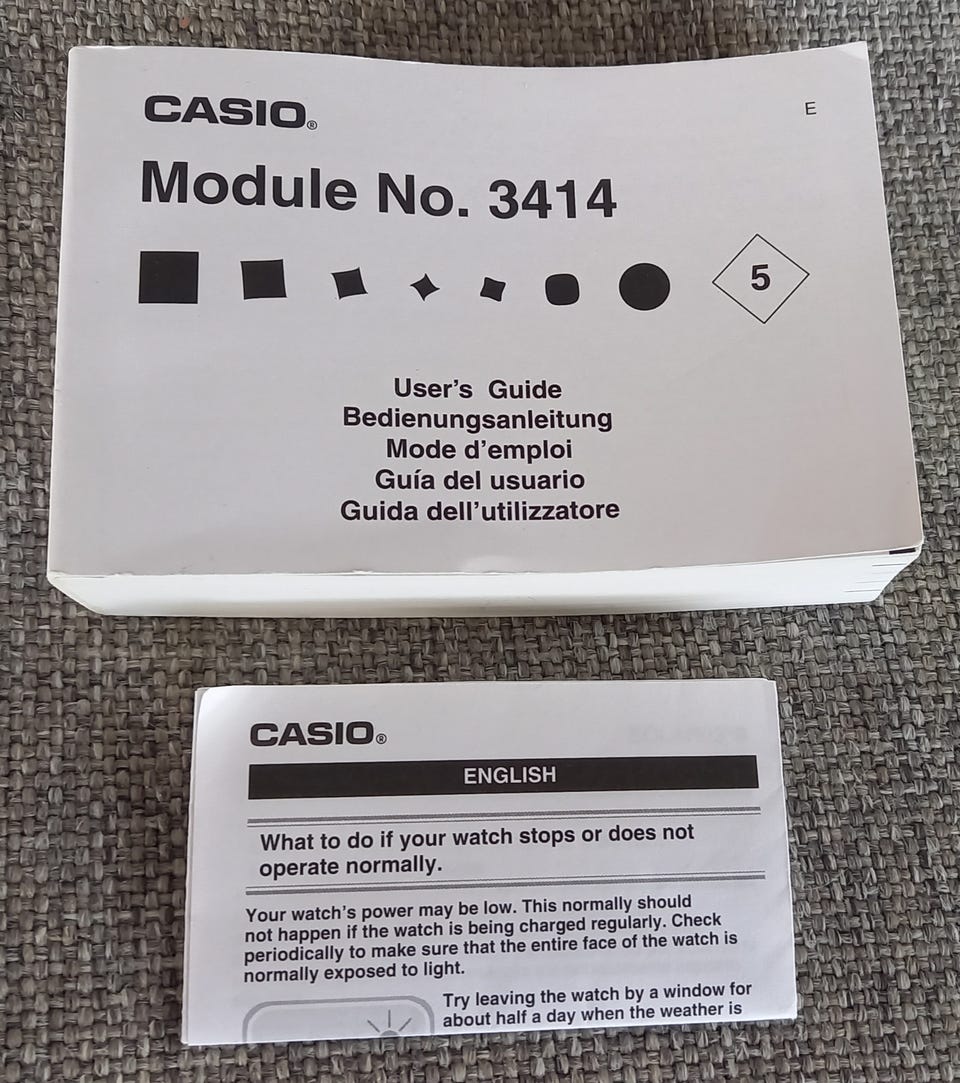 CASIO®
E
Module No. 3414
5
User's Guide
Bedienungsanleitung
Mode d'emploi
Guía del usuario
Guida dell'utilizzatore
CASIO®
ENGLISH
What to do if your watch stops or does not
operate normally.
Your watch's power may be low. This normally should
not happen if the watch is being charged regularly. Check
periodically to make sure that the entire face of the watch is
normally exposed to light.
Try leaving the watch by a window for
about half a day when the weather is